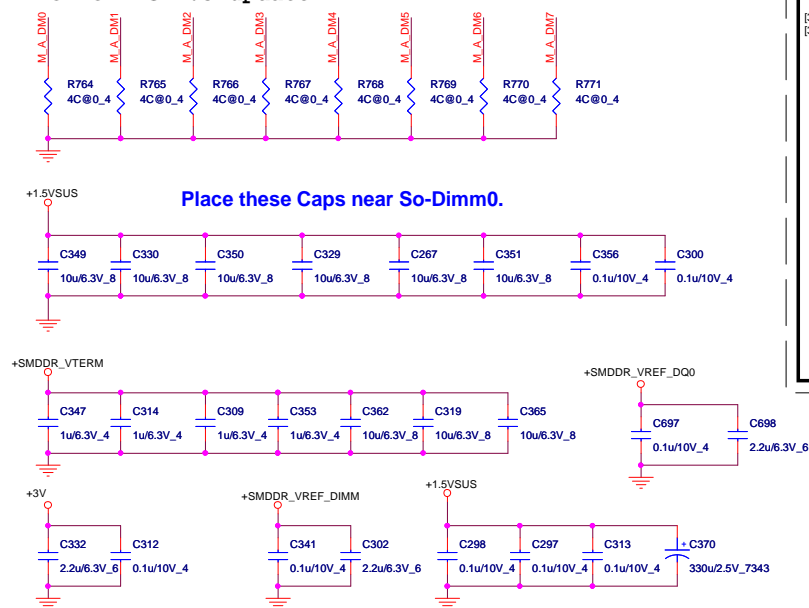 M_A_DM0 M_A_DM1 M_A_DM2 M_A_DM3 M_A_DM4 M_A_DM5 M_A_DM6 M_A_DM7
R764 R765 R766 R767 R768 R769 R770 R771
4C@0_4 4C@0_4 4C@0_4 4C@0_4 4C@0_4 4C@0_4 4C@0_4 4C@0_4
+1.5VSUS
Place these Caps near So-Dimm0.
C349 C330 C350 C329 C267 C351 C356 C300
10u/6.3V_8 10u/6.3V_8 10u/6.3V_8 10u/6.3V_8 10u/6.3V_8 10u/6.3V_8 0.1u/10V_4 0.1u/10V_4
+SMDDR_VTERM
C347 C314 C309 C353 C362 C319 C365
1u/6.3V_4 1u/6.3V_4 1u/6.3V_4 1u/6.3V_4 10u/6.3V_8 10u/6.3V_8 10u/6.3V_8
+SMDDR_VREF_DQ0
C697 C698
0.1u/10V_4 2.2u/6.3V_6
+3V
C332 C312
2.2u/6.3V_6 0.1u/10V_4
+SMDDR_VREF_DIMM
C341 C302
0.1u/10V_4 2.2u/6.3V_6
+1.5VSUS
C298 C297 C313 + C370
0.1u/10V_4 0.1u/10V_4 0.1u/10V_4 330u/2.5V_7343